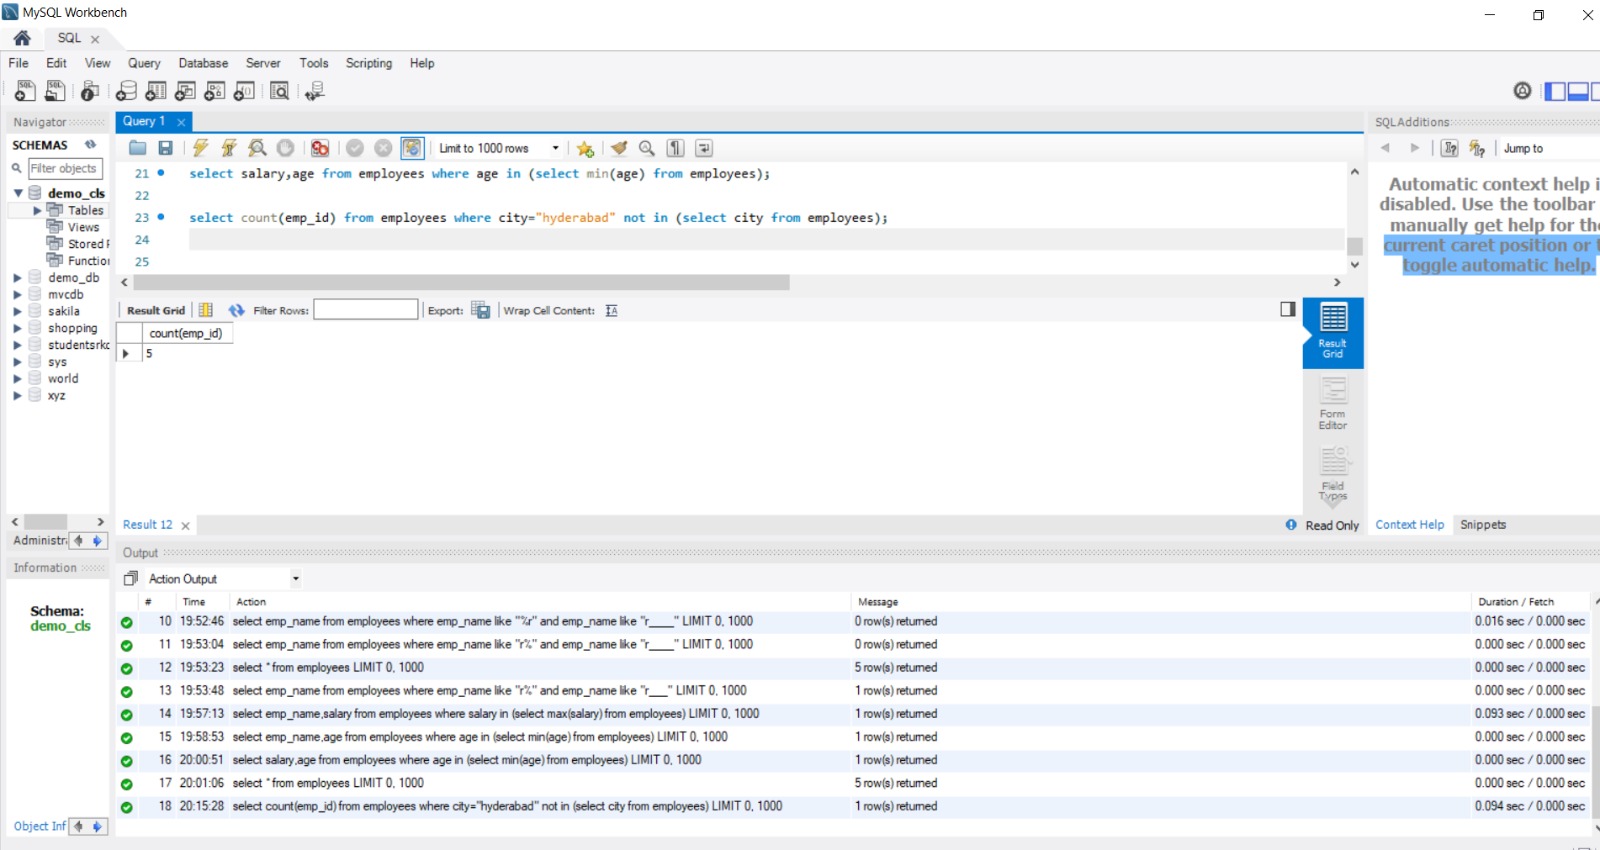 MySQL Workbench
SQL
File Edit View Query Database Server Tools Scripting Help
Navigator
SCHEMAS
Filter objects
demo_cls
Tables
Views
Stored P
Function
demo_db
mvcdb
sakila
shopping
studentsrkc
sys
world
xyz
Administr
Information
Schema:
demo_cls
Object Inf
Query 1
Limit to 1000 rows
21 select salary,age from employees where age in (select min(age) from employees);
22
23 select count(emp_id) from employees where city="hyderabad" not in (select city from employees);
24
25
Result Grid Filter Rows: Export: Wrap Cell Content:
count(emp_id)
5
Result Grid
Form Editor
Field Types
Result 12
Read Only
SQLAdditions
Jump to
Automatic context help i
disabled. Use the toolbar
manually get help for the
current caret position or t
toggle automatic help.
Context Help Snippets
Output
Action Output
# Time Action Message Duration / Fetch
10 19:52:46 select emp_name from employees where emp_name like "%r" and emp_name like "r____" LIMIT 0, 1000 0 row(s) returned 0.016 sec / 0.000 sec
11 19:53:04 select emp_name from employees where emp_name like "r%" and emp_name like "r____" LIMIT 0, 1000 0 row(s) returned 0.000 sec / 0.000 sec
12 19:53:23 select * from employees LIMIT 0, 1000 5 row(s) returned 0.000 sec / 0.000 sec
13 19:53:48 select emp_name from employees where emp_name like "r%" and emp_name like "r___" LIMIT 0, 1000 1 row(s) returned 0.000 sec / 0.000 sec
14 19:57:13 select emp_name,salary from employees where salary in (select max(salary) from employees) LIMIT 0, 1000 1 row(s) returned 0.093 sec / 0.000 sec
15 19:58:53 select emp_name,age from employees where age in (select min(age) from employees) LIMIT 0, 1000 1 row(s) returned 0.000 sec / 0.000 sec
16 20:00:51 select salary,age from employees where age in (select min(age) from employees) LIMIT 0, 1000 1 row(s) returned 0.000 sec / 0.000 sec
17 20:01:06 select * from employees LIMIT 0, 1000 5 row(s) returned 0.000 sec / 0.000 sec
18 20:15:28 select count(emp_id) from employees where city="hyderabad" not in (select city from employees) LIMIT 0, 1000 1 row(s) returned 0.094 sec / 0.000 sec